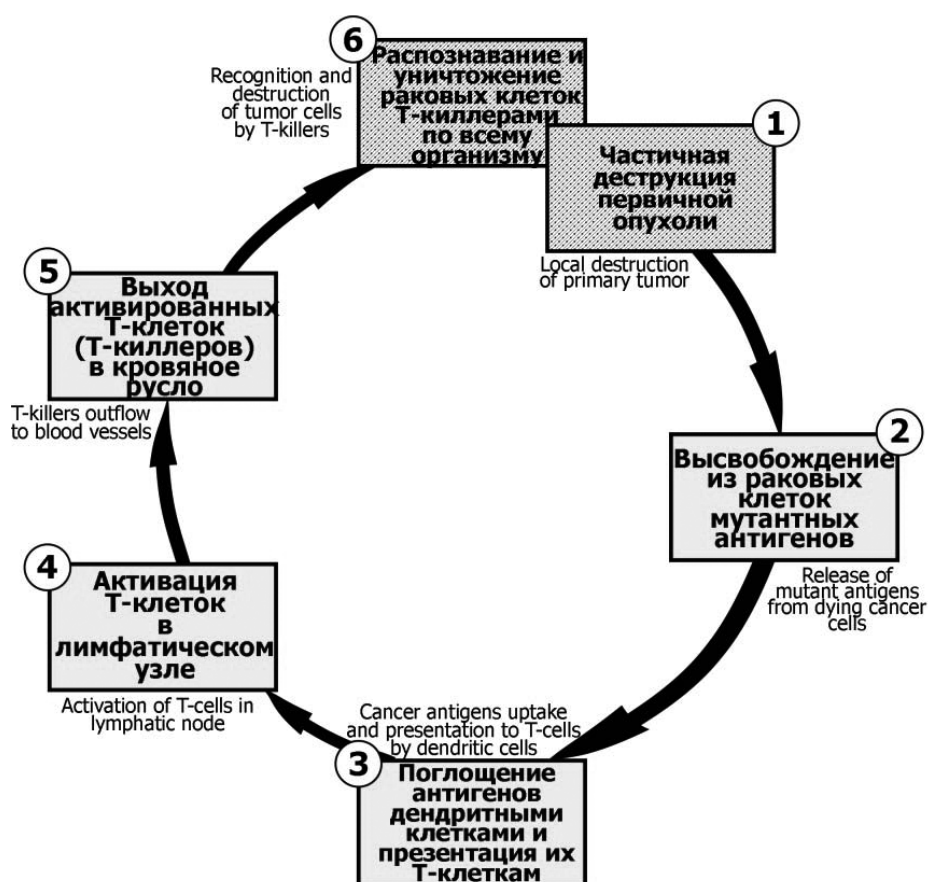 6
Распознавание и
уничтожение
раковых клеток
Т-киллерами
по всему
организму
Recognition and
destruction
of tumor cells
by T-killers
1
Частичная
деструкция
первичной
опухоли
Local destruction
of primary tumor
2
Высвобождение
из раковых
клеток
мутантных
антигенов
Release of
mutant antigens
from dying cancer
cells
3
Cancer antigens uptake
and presentation to T-cells
by dendritic cells
Поглощение
антигенов
дендритными
клетками и
презентация их
Т-клеткам
4
Активация
Т-клеток
в
лимфатическом
узле
Activation of T-cells in
lymphatic node
5
Выход
активированных
Т-клеток
(Т-киллеров)
в кровяное
русло
T-killers outflow
to blood vessels